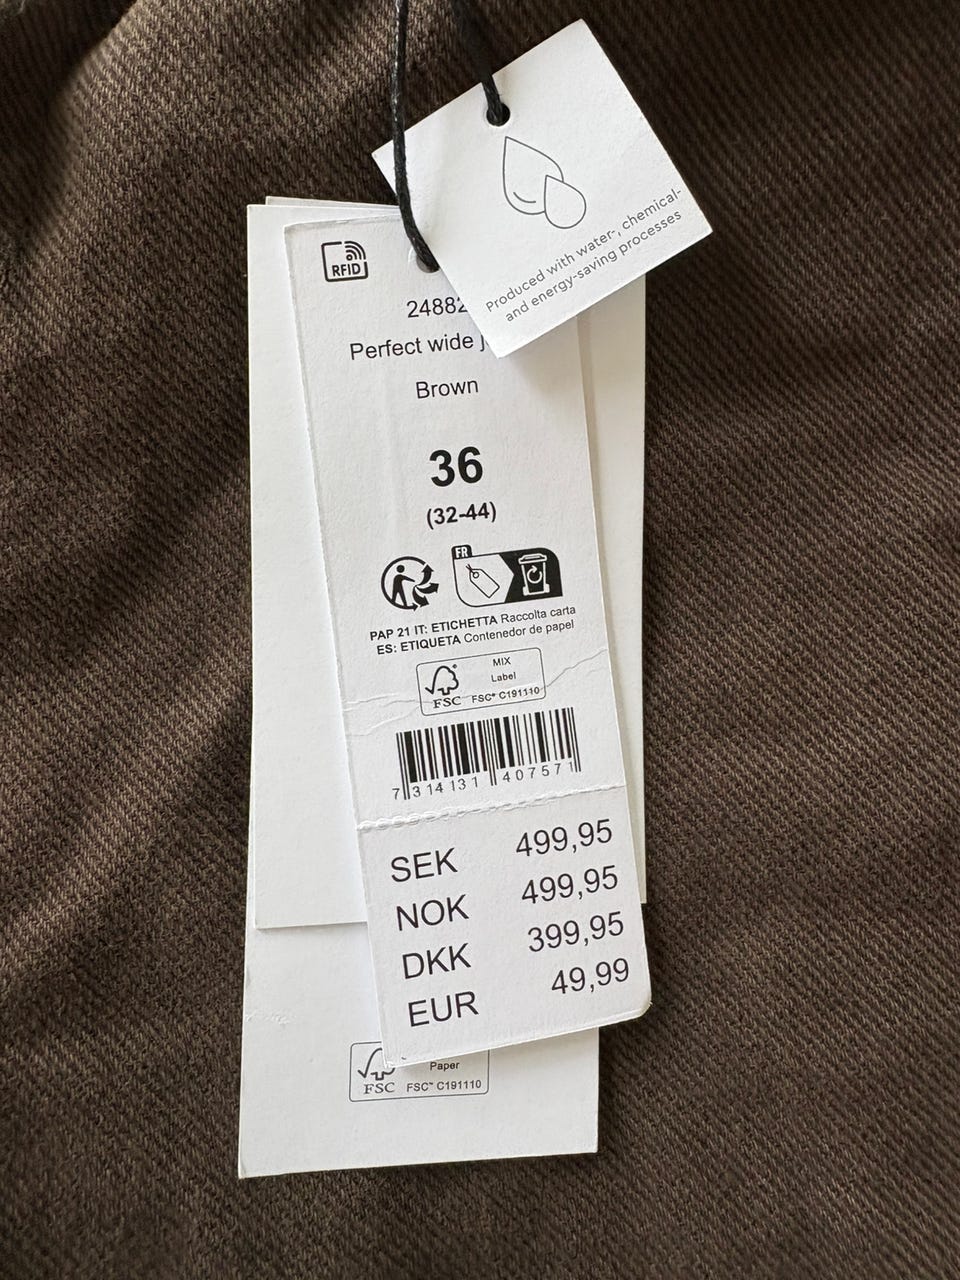 Produced with water-, chemical-
and energy-saving processes
RFID
24882
Perfect wide
Brown
36
(32-44)
FR
PAP 21 IT: ETICHETTA Raccolta carta
ES: ETIQUETA Contenedor de papel
MIX
Label
FSC FSC® C191110
7 314131 407571
SEK 499,95
NOK 499,95
DKK 399,95
EUR 49,99
Paper
FSC FSC™ C191110